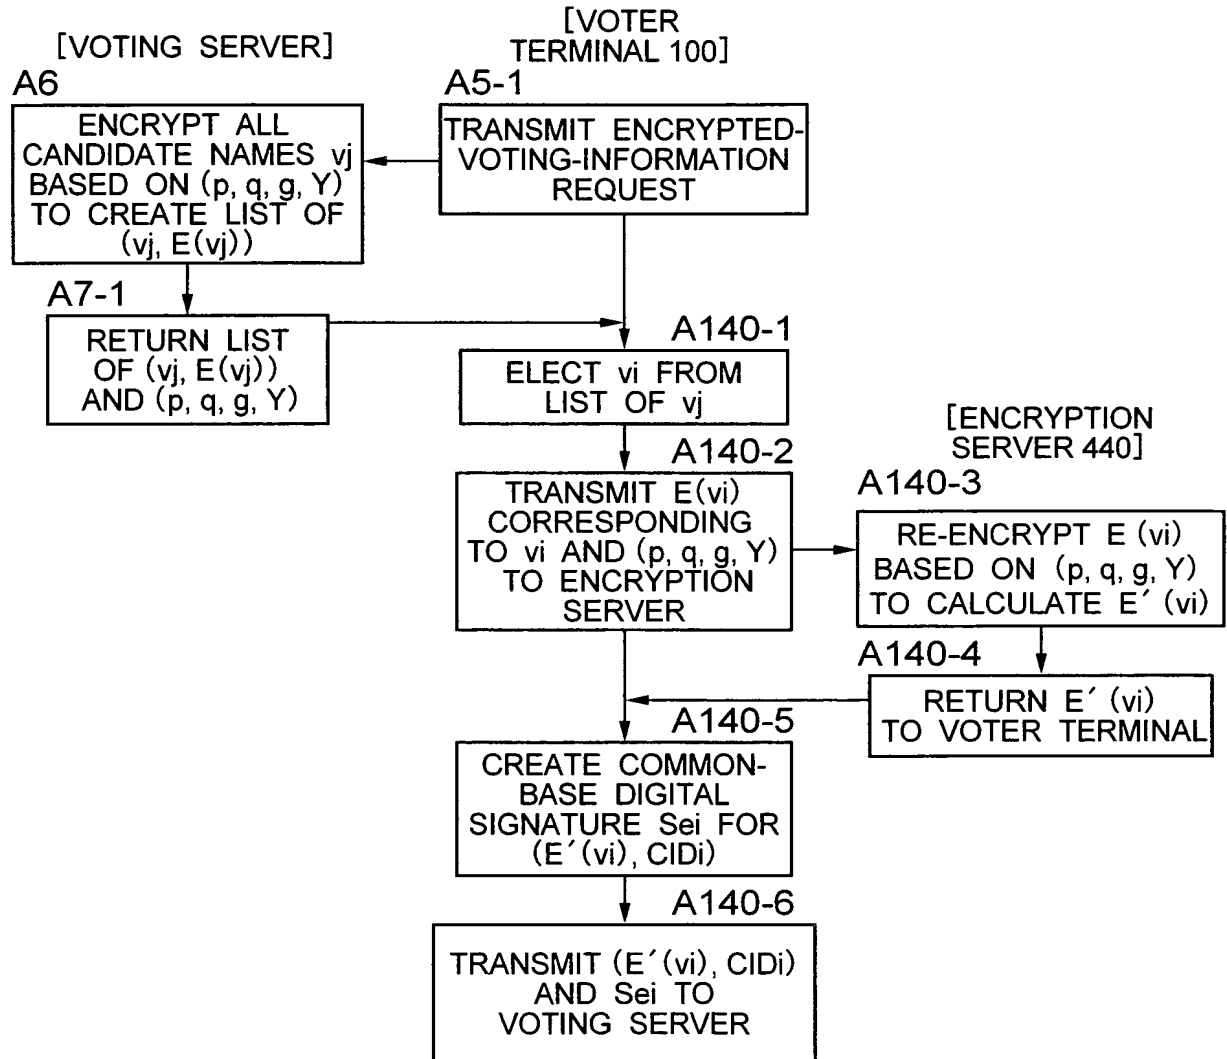 [VOTING SERVER]
[VOTER
TERMINAL 100]
A6
ENCRYPT ALL
CANDIDATE NAMES vj
BASED ON (p, q, g, Y)
TO CREATE LIST OF
(vj, E(vj))
A5-1
TRANSMIT ENCRYPTED-
VOTING-INFORMATION
REQUEST
A7-1
RETURN LIST
OF (vj, E(vj))
AND (p, q, g, Y)
A140-1
ELECT vi FROM
LIST OF vj
[ENCRYPTION
SERVER 440]
A140-2
TRANSMIT E(vi)
CORRESPONDING
TO vi AND (p, q, g, Y)
TO ENCRYPTION
SERVER
A140-3
RE-ENCRYPT E (vi)
BASED ON (p, q, g, Y)
TO CALCULATE E´ (vi)
A140-4
RETURN E´ (vi)
TO VOTER TERMINAL
A140-5
CREATE COMMON-
BASE DIGITAL
SIGNATURE Sei FOR
(E´(vi), CIDi)
A140-6
TRANSMIT (E´(vi), CIDi)
AND Sei TO
VOTING SERVER